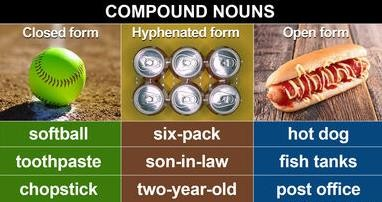 COMPOUND NOUNS
Closed form Hyphenated form Open form
softball six-pack hot dog
toothpaste son-in-law fish tanks
chopstick two-year-old post office